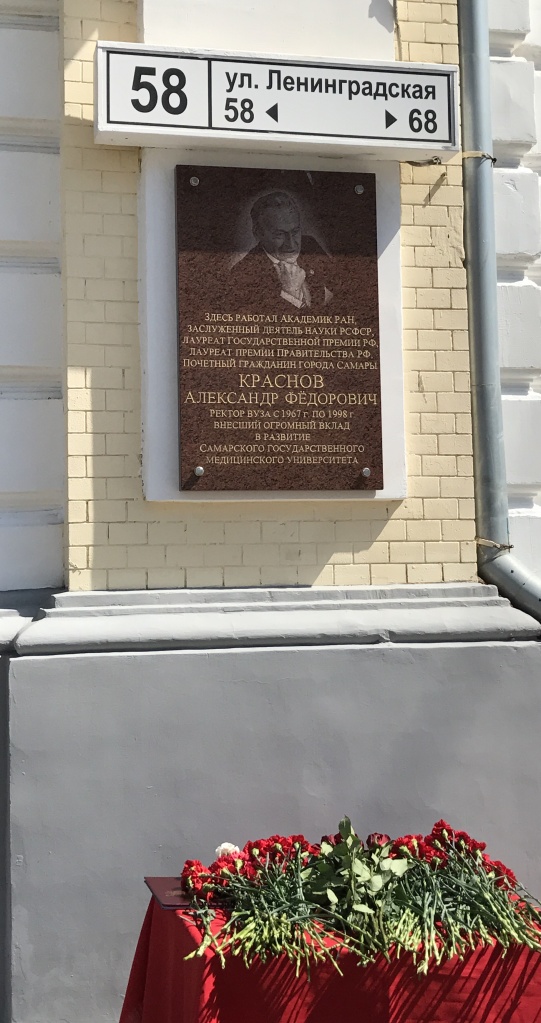 58
ул. Ленинградская
58 ◄ ► 68
ЗДЕСЬ РАБОТАЛ АКАДЕМИК РАН,
ЗАСЛУЖЕННЫЙ ДЕЯТЕЛЬ НАУКИ РСФСР,
ЛАУРЕАТ ГОСУДАРСТВЕННОЙ ПРЕМИИ РФ,
ЛАУРЕАТ ПРЕМИИ ПРАВИТЕЛЬСТВА РФ,
ПОЧЕТНЫЙ ГРАЖДАНИН ГОРОДА САМАРЫ
КРАСНОВ
АЛЕКСАНДР ФЁДОРОВИЧ
РЕКТОР ВУЗА С 1967 г. ПО 1998 г
ВНЕСШИЙ ОГРОМНЫЙ ВКЛАД
В РАЗВИТИЕ
САМАРСКОГО ГОСУДАРСТВЕННОГО
МЕДИЦИНСКОГО УНИВЕРСИТЕТА